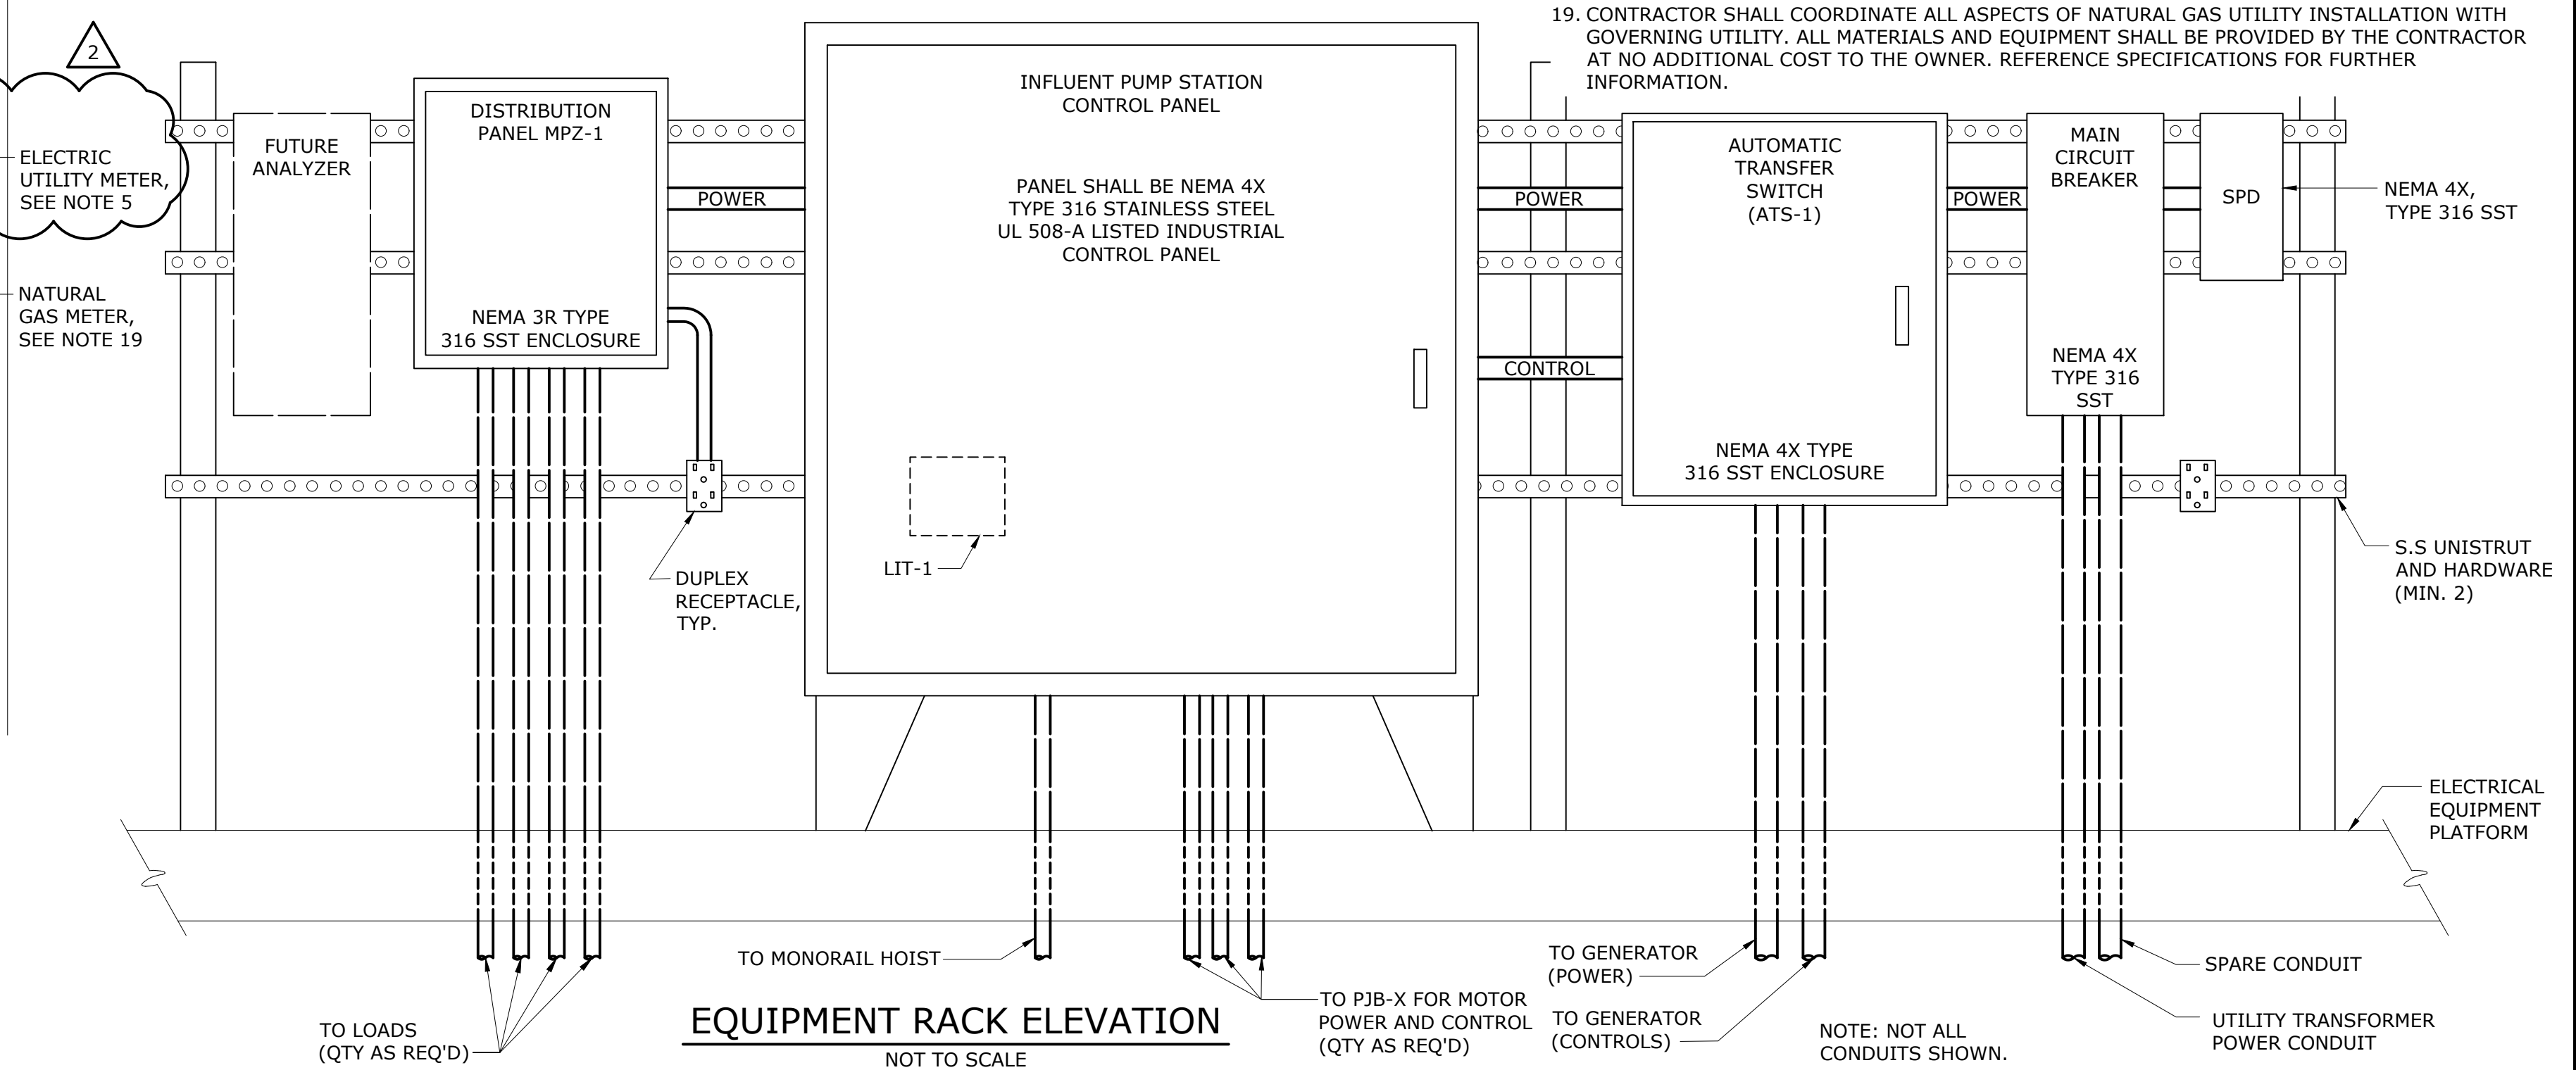 19. CONTRACTOR SHALL COORDINATE ALL ASPECTS OF NATURAL GAS UTILITY INSTALLATION WITH
GOVERNING UTILITY. ALL MATERIALS AND EQUIPMENT SHALL BE PROVIDED BY THE CONTRACTOR
AT NO ADDITIONAL COST TO THE OWNER. REFERENCE SPECIFICATIONS FOR FURTHER
INFORMATION.
2
ELECTRIC
UTILITY METER,
SEE NOTE 5
NATURAL
GAS METER,
SEE NOTE 19
FUTURE
ANALYZER
DISTRIBUTION
PANEL MPZ-1
NEMA 3R TYPE
316 SST ENCLOSURE
POWER
DUPLEX
RECEPTACLE,
TYP.
INFLUENT PUMP STATION
CONTROL PANEL
PANEL SHALL BE NEMA 4X
TYPE 316 STAINLESS STEEL
UL 508-A LISTED INDUSTRIAL
CONTROL PANEL
LIT-1
POWER
CONTROL
AUTOMATIC
TRANSFER
SWITCH
(ATS-1)
NEMA 4X TYPE
316 SST ENCLOSURE
POWER
MAIN
CIRCUIT
BREAKER
NEMA 4X
TYPE 316
SST
SPD
NEMA 4X,
TYPE 316 SST
S.S UNISTRUT
AND HARDWARE
(MIN. 2)
ELECTRICAL
EQUIPMENT
PLATFORM
TO LOADS
(QTY AS REQ'D)
TO MONORAIL HOIST
TO PJB-X FOR MOTOR
POWER AND CONTROL
(QTY AS REQ'D)
TO GENERATOR
(POWER)
TO GENERATOR
(CONTROLS)
SPARE CONDUIT
UTILITY TRANSFORMER
POWER CONDUIT
NOTE: NOT ALL
CONDUITS SHOWN.
EQUIPMENT RACK ELEVATION
NOT TO SCALE